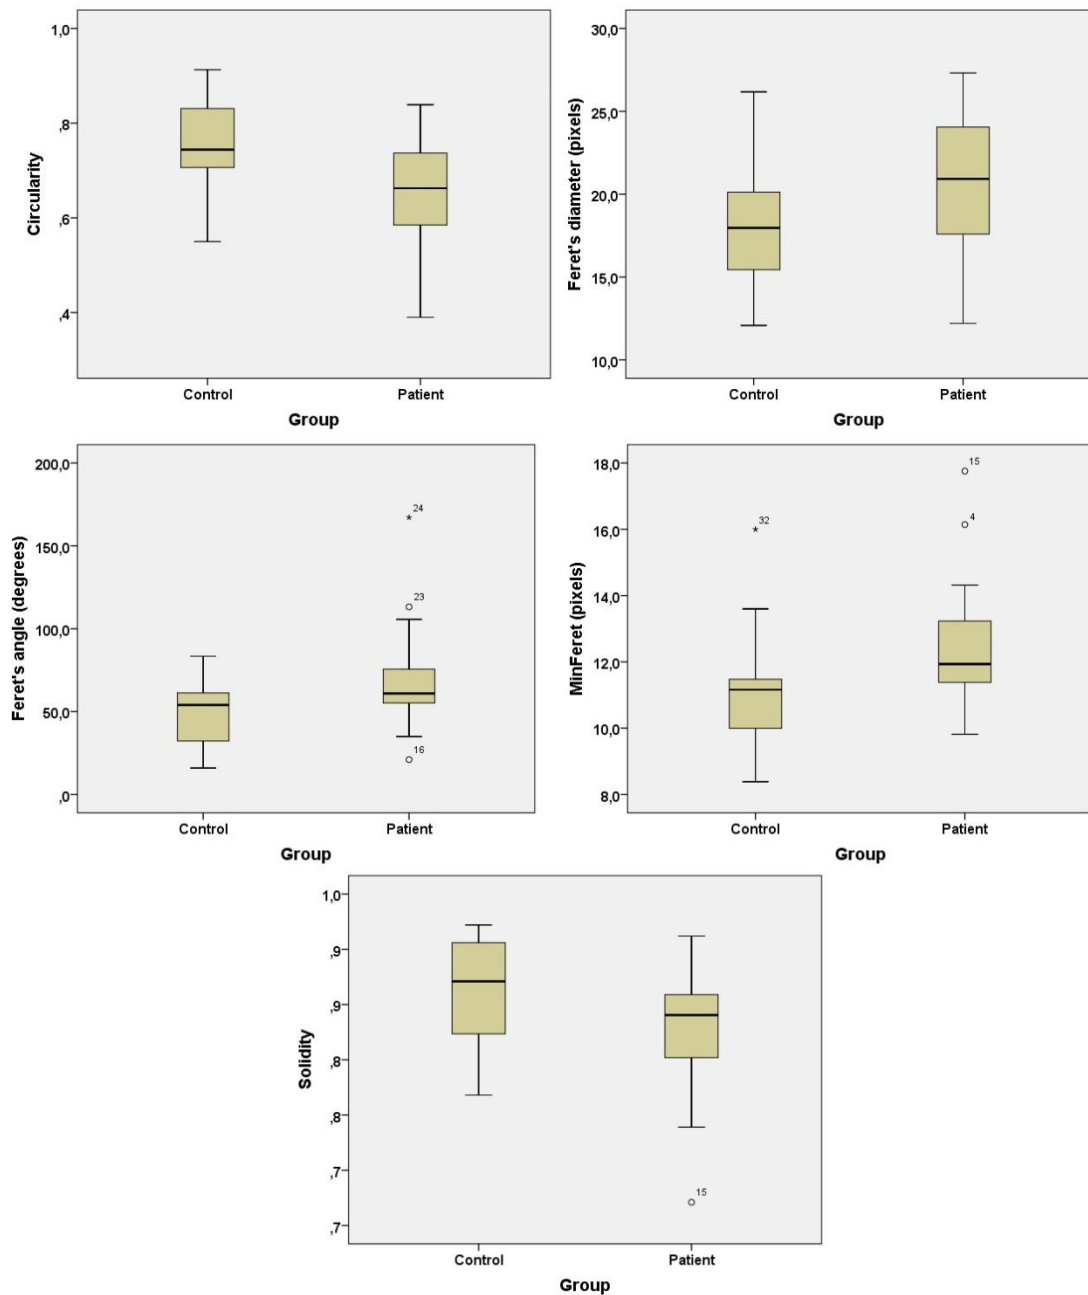 Circularity
1,0
,8
,6
,4
Control
Patient
Group
Feret's diameter (pixels)
30,0
25,0
20,0
15,0
10,0
Control
Patient
Group
Feret's angle (degrees)
200,0
150,0
100,0
50,0
,0
24
23
16
Control
Patient
Group
MinFeret (pixels)
18,0
16,0
14,0
12,0
10,0
8,0
32
15
4
Control
Patient
Group
Solidity
1,0
,9
,9
,8
,8
,7
,7
15
Control
Patient
Group